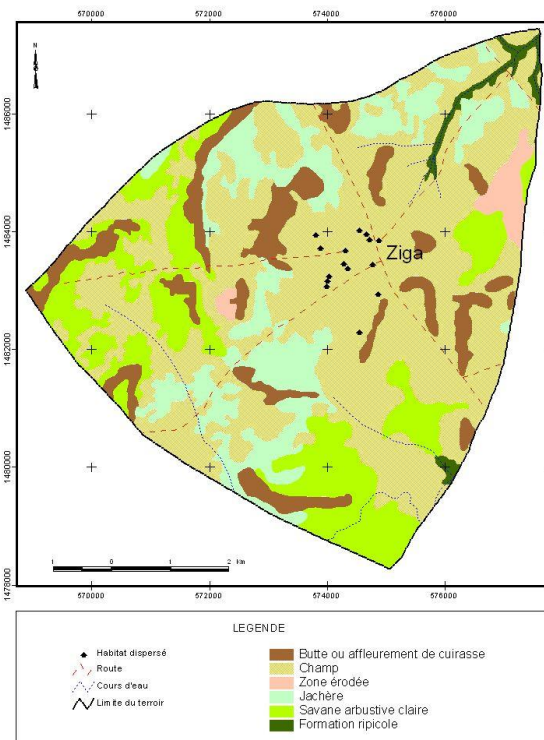 570000 572000 574000 576000
N
1486000
1484000
Ziga
1482000
1480000
1478000
1 0 1 2 km
570000 572000 574000 576000
LEGENDE
Habitat dispersé
Route
Cours d'eau
Limite du terroir
Butte ou affleurement de cuirasse
Champ
Zone érodée
Jachère
Savane arbustive claire
Formation ripicole